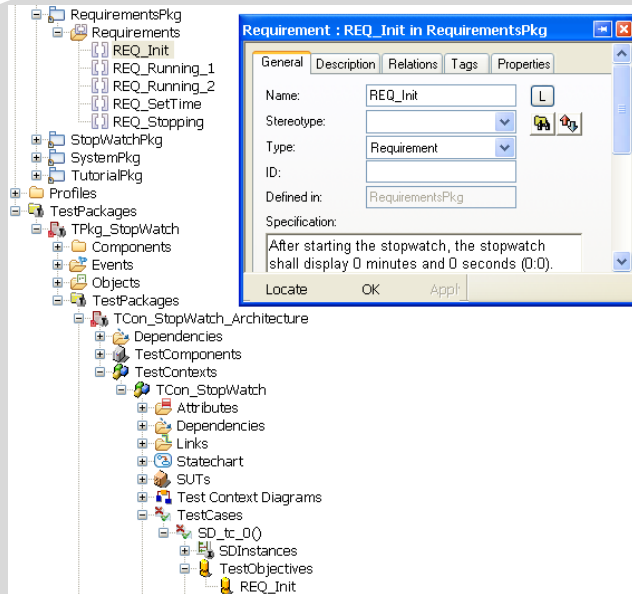 RequirementsPkg
Requirements
REQ_Init
REQ_Running_1
REQ_Running_2
REQ_SetTime
REQ_Stopping
StopWatchPkg
SystemPkg
TutorialPkg
Profiles
TestPackages
TPkg_StopWatch
Components
Events
Objects
TestPackages
TCon_StopWatch_Architecture
Dependencies
TestComponents
TestContexts
TCon_StopWatch
Attributes
Dependencies
Links
Statechart
SUTs
Test Context Diagrams
TestCases
SD_tc_0()
SDInstances
TestObjectives
REQ_Init
Requirement : REQ_Init in RequirementsPkg
General Description Relations Tags Properties
Name: REQ_Init L
Stereotype:
Type: Requirement
ID:
Defined in: RequirementsPkg
Specification:
After starting the stopwatch, the stopwatch
shall display 0 minutes and 0 seconds (0:0).
Locate OK Appl